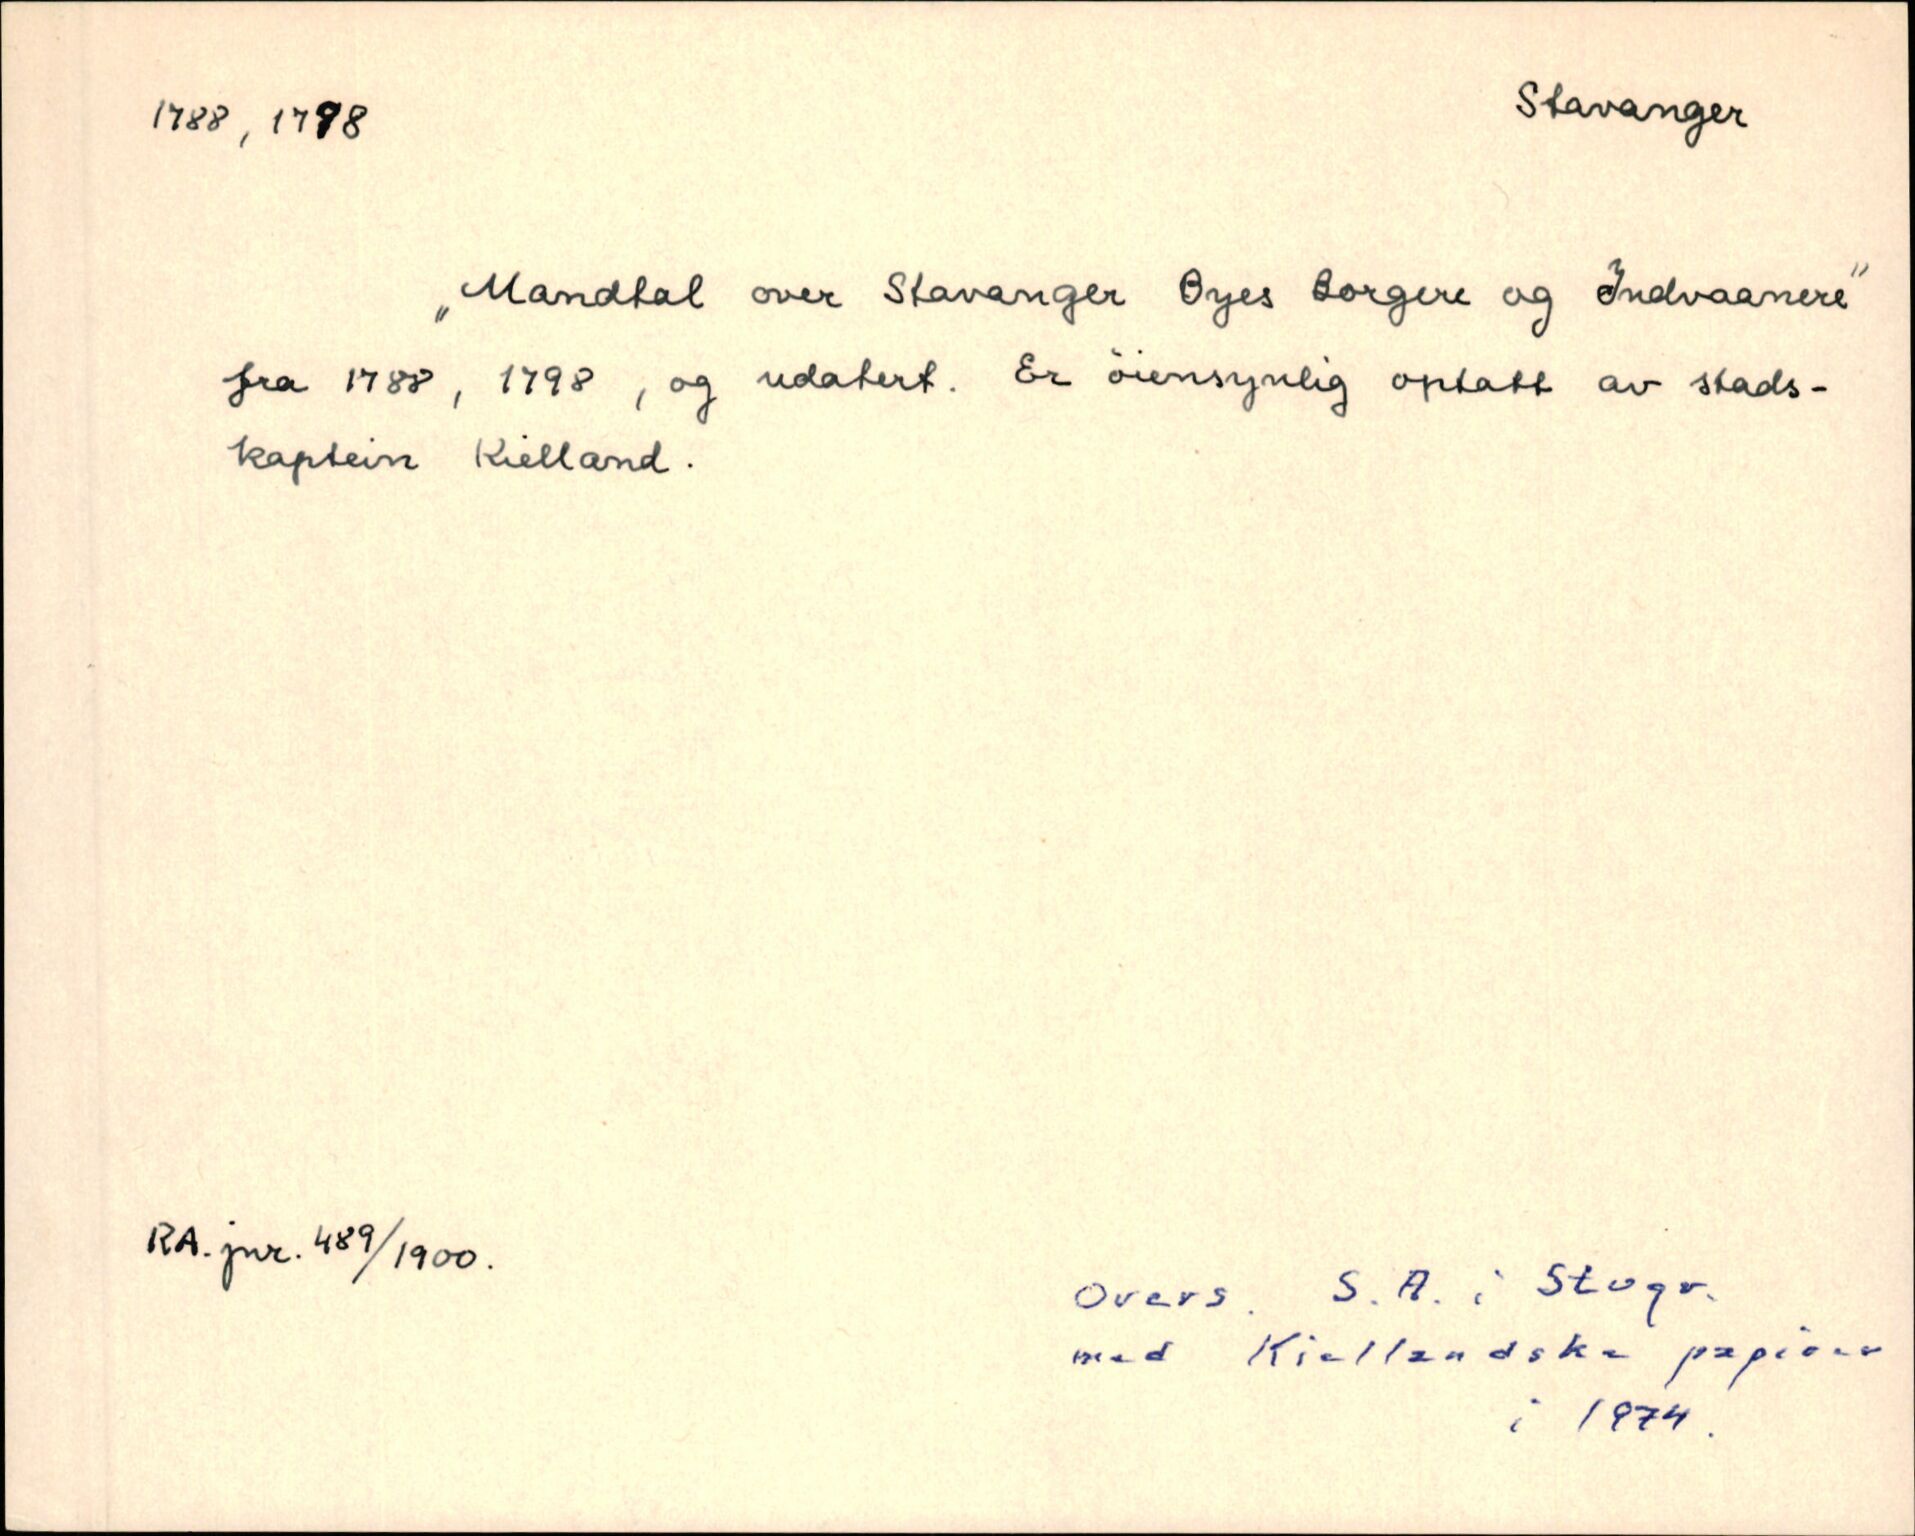 1788, 1798
Stavanger
„Mandtal over Stavanger Byes Borgere og Indvaanere”
fra 1788, 1798, og udatert. Er öiensynlig optatt av stads-
kaptein Kielland.
RA. jnr. 489/1900.
Overs. S.A. i Stvgr.
med Kiellandske papirer
i 1974.